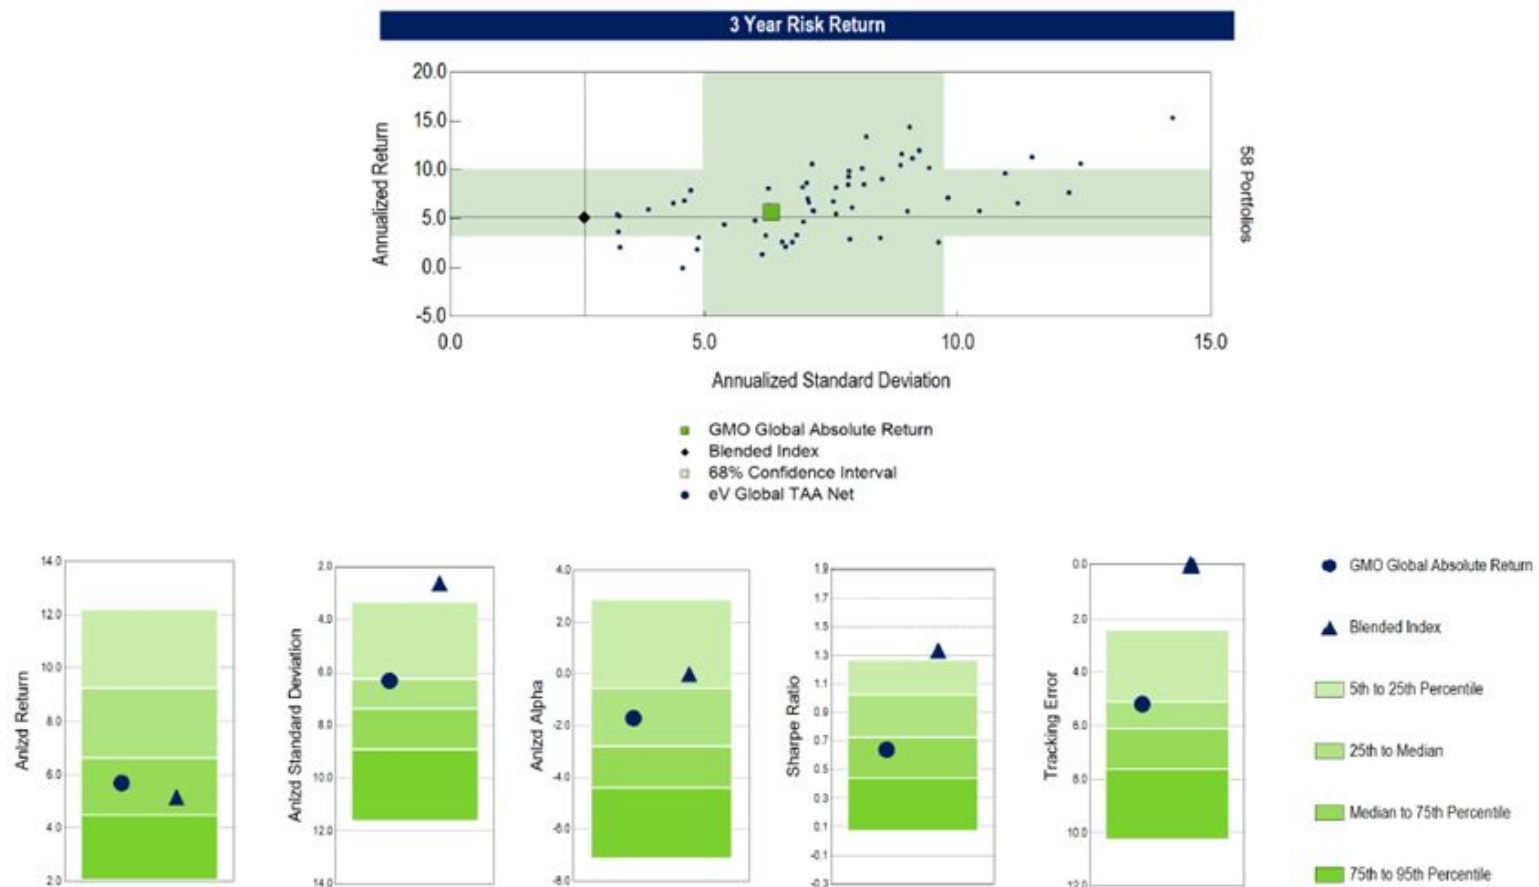 3 Year Risk Return
20.0
15.0
10.0
5.0
0.0
-5.0
Annualized Return
58 Portfolios
0.0 5.0 10.0 15.0
Annualized Standard Deviation
GMO Global Absolute Return
Blended Index
68% Confidence Interval
eV Global TAA Net
Anlzd Return
14.0
12.0
10.0
8.0
6.0
4.0
2.0
Anlzd Standard Deviation
2.0
4.0
6.0
8.0
10.0
12.0
14.0
Anlzd Alpha
4.0
2.0
0.0
-2.0
-4.0
-6.0
-8.0
Sharpe Ratio
1.9
1.7
1.5
1.3
1.1
0.9
0.7
0.5
0.3
0.1
-0.1
-0.3
Tracking Error
0.0
2.0
4.0
6.0
8.0
10.0
12.0
GMO Global Absolute Return
Blended Index
5th to 25th Percentile
25th to Median
Median to 75th Percentile
75th to 95th Percentile